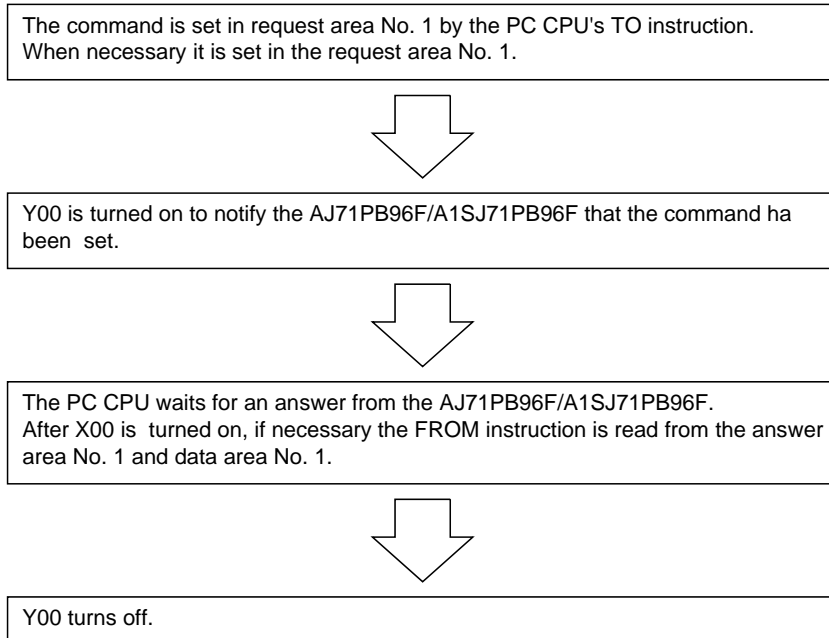 The command is set in request area No. 1 by the PC CPU's TO instruction.
When necessary it is set in the request area No. 1.
Y00 is turned on to notify the AJ71PB96F/A1SJ71PB96F that the command ha
been set.
The PC CPU waits for an answer from the AJ71PB96F/A1SJ71PB96F.
After X00 is turned on, if necessary the FROM instruction is read from the answer
area No. 1 and data area No. 1.
Y00 turns off.